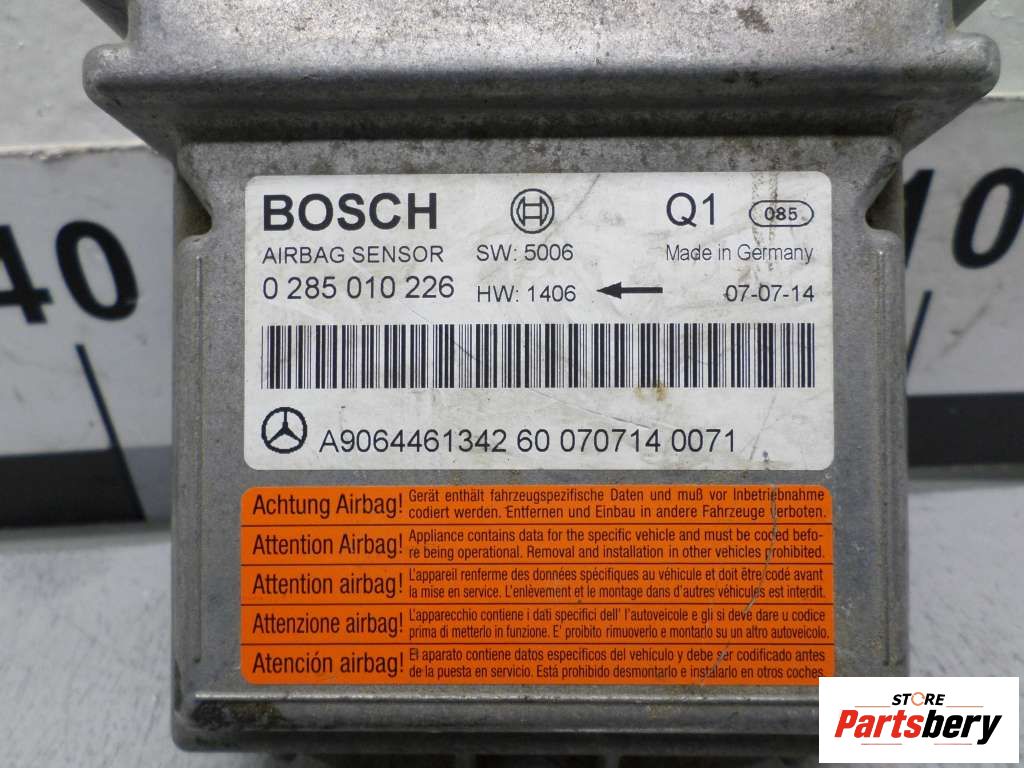 BOSCH Q1 085
AIRBAG SENSOR SW: 5006 Made in Germany
0 285 010 226 HW: 1406 07-07-14
A9064461342 60 070714 0071
40
10
Achtung Airbag! Gerät enthält fahrzeugspezifische Daten und muß vor Inbetriebnahme
codiert werden. Entfernen und Einbau in andere Fahrzeuge verboten.
Attention Airbag! Appliance contains data for the specific vehicle and must be coded befo-
re being operational. Removal and installation in other vehicles prohibited.
Attention airbag! L'appareil renferme des données spécifiques au véhicule et doit être codé avant
la mise en service. L'enlèvement et le montage dans d'autres véhicules est interdit.
Attenzione airbag! L'apparecchio contiene i dati specifici dell' l'autoveicole e gli si deve dare u codice
prima di metterlo in funzione. E' proibito rimuoverlo e montarlo su un altro autoveicolo.
Atención airbag! El aparato contiene datos especificos del vehículo y debe ser codificado antes
de la puesta en servicio. Está prohibido desmontarlo e instalarlo en otros coches.
STORE
Partsbery